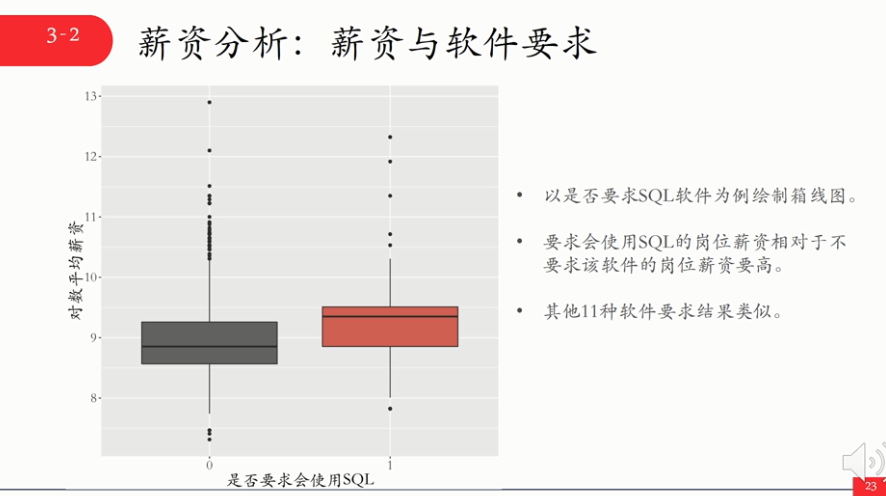 3-2
薪资分析：薪资与软件要求
13
12
11
10
9
8
对数平均薪资
0
1
是否要求会使用SQL
• 以是否要求SQL软件为例绘制箱线图。
• 要求会使用SQL的岗位薪资相对于不
要求该软件的岗位薪资要高。
• 其他11种软件要求结果类似。
23